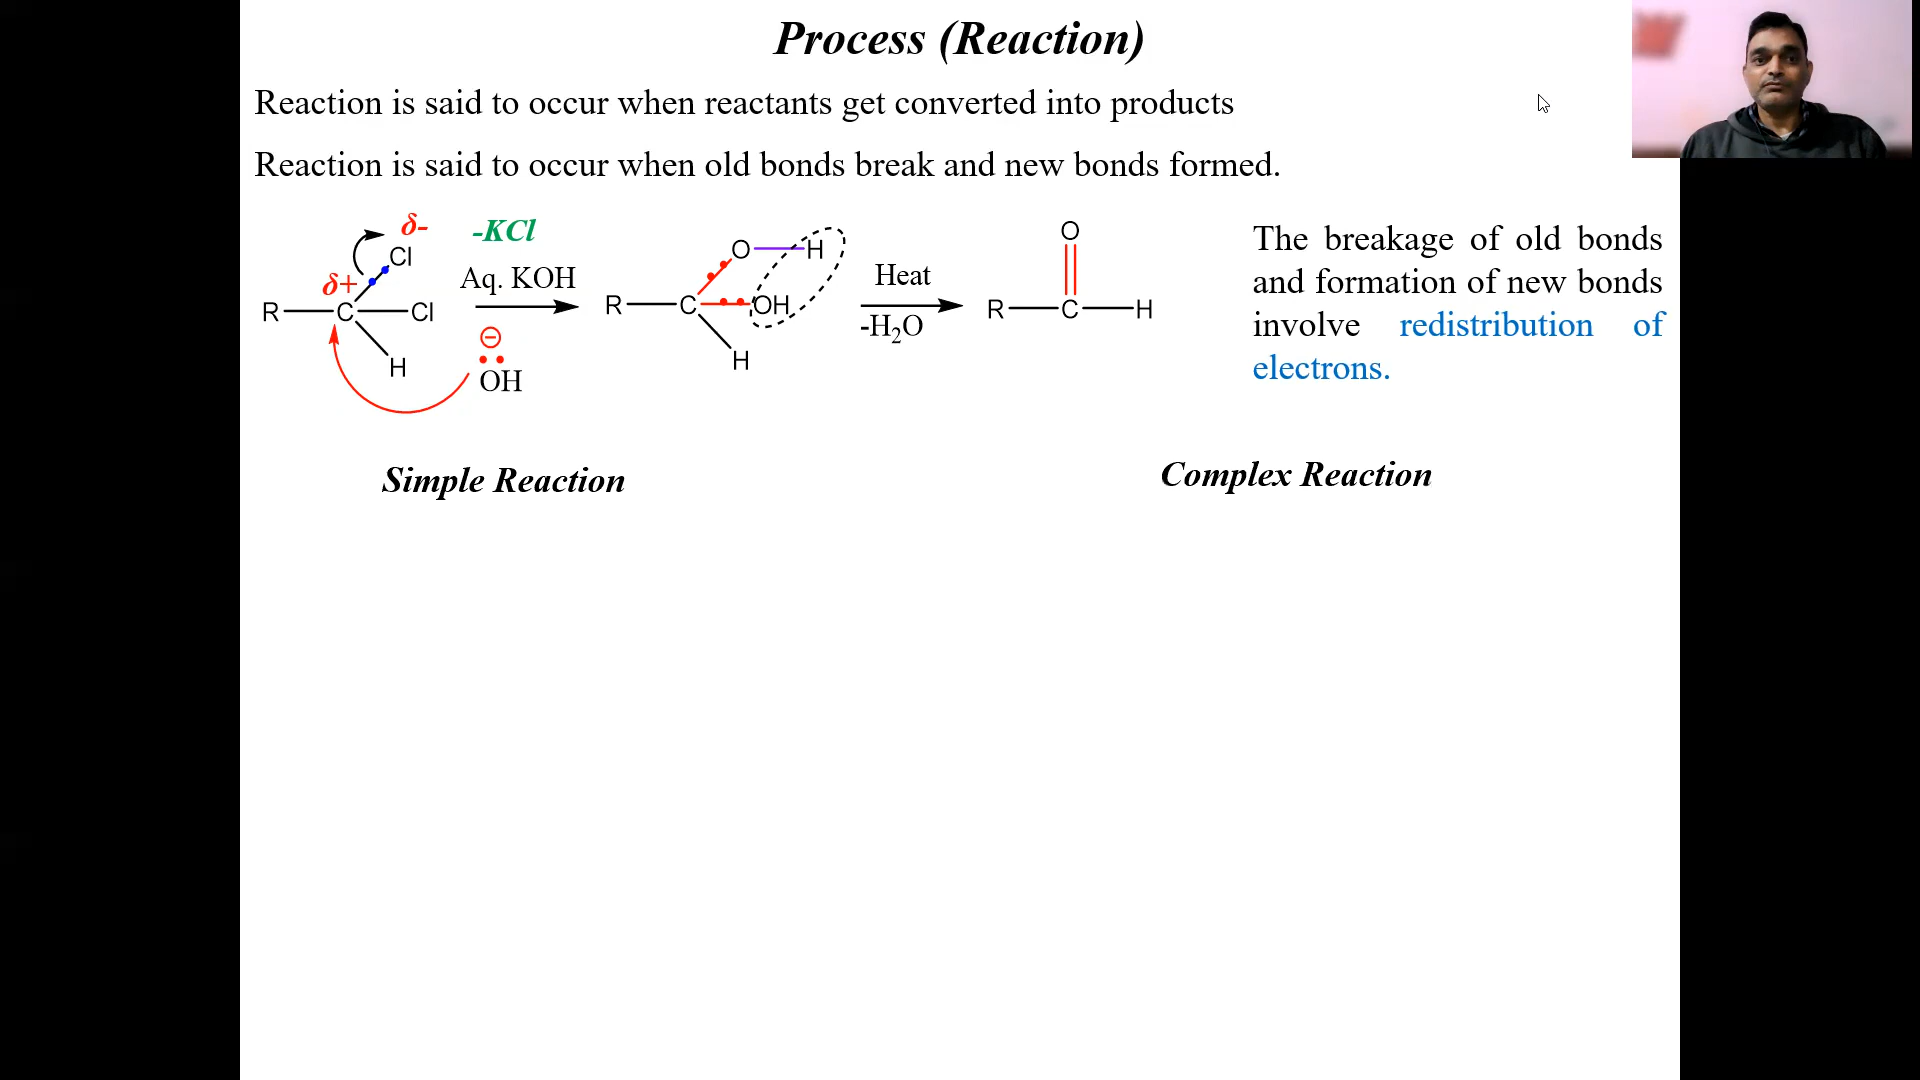 Process (Reaction)
Reaction is said to occur when reactants get converted into products
Reaction is said to occur when old bonds break and new bonds formed.
δ-
Cl
δ+
R C Cl
H
-KCl
Aq. KOH
⊖
OH
O H
R C OH
H
Heat
-H₂O
O
R C H
The breakage of old bonds
and formation of new bonds
involve redistribution of
electrons.
Simple Reaction
Complex Reaction